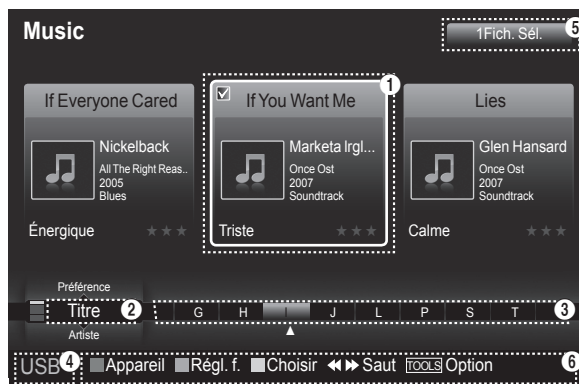 Music
1Fich. Sél.
5
1
If Everyone Cared
If You Want Me
Lies
Nickelback
All The Right Reas..
2005
Blues
Marketa Irgl...
Once Ost
2007
Soundtrack
Glen Hansard
Once Ost
2007
Soundtrack
Énergique ★★★
Triste ★★★
Calme ★★★
Préférence
Titre
2
G H I J L P S T
3
Artiste
USB
4
Appareil Régl. f. Choisir ◀◀ ▶▶ Saut TOOLS Option
6